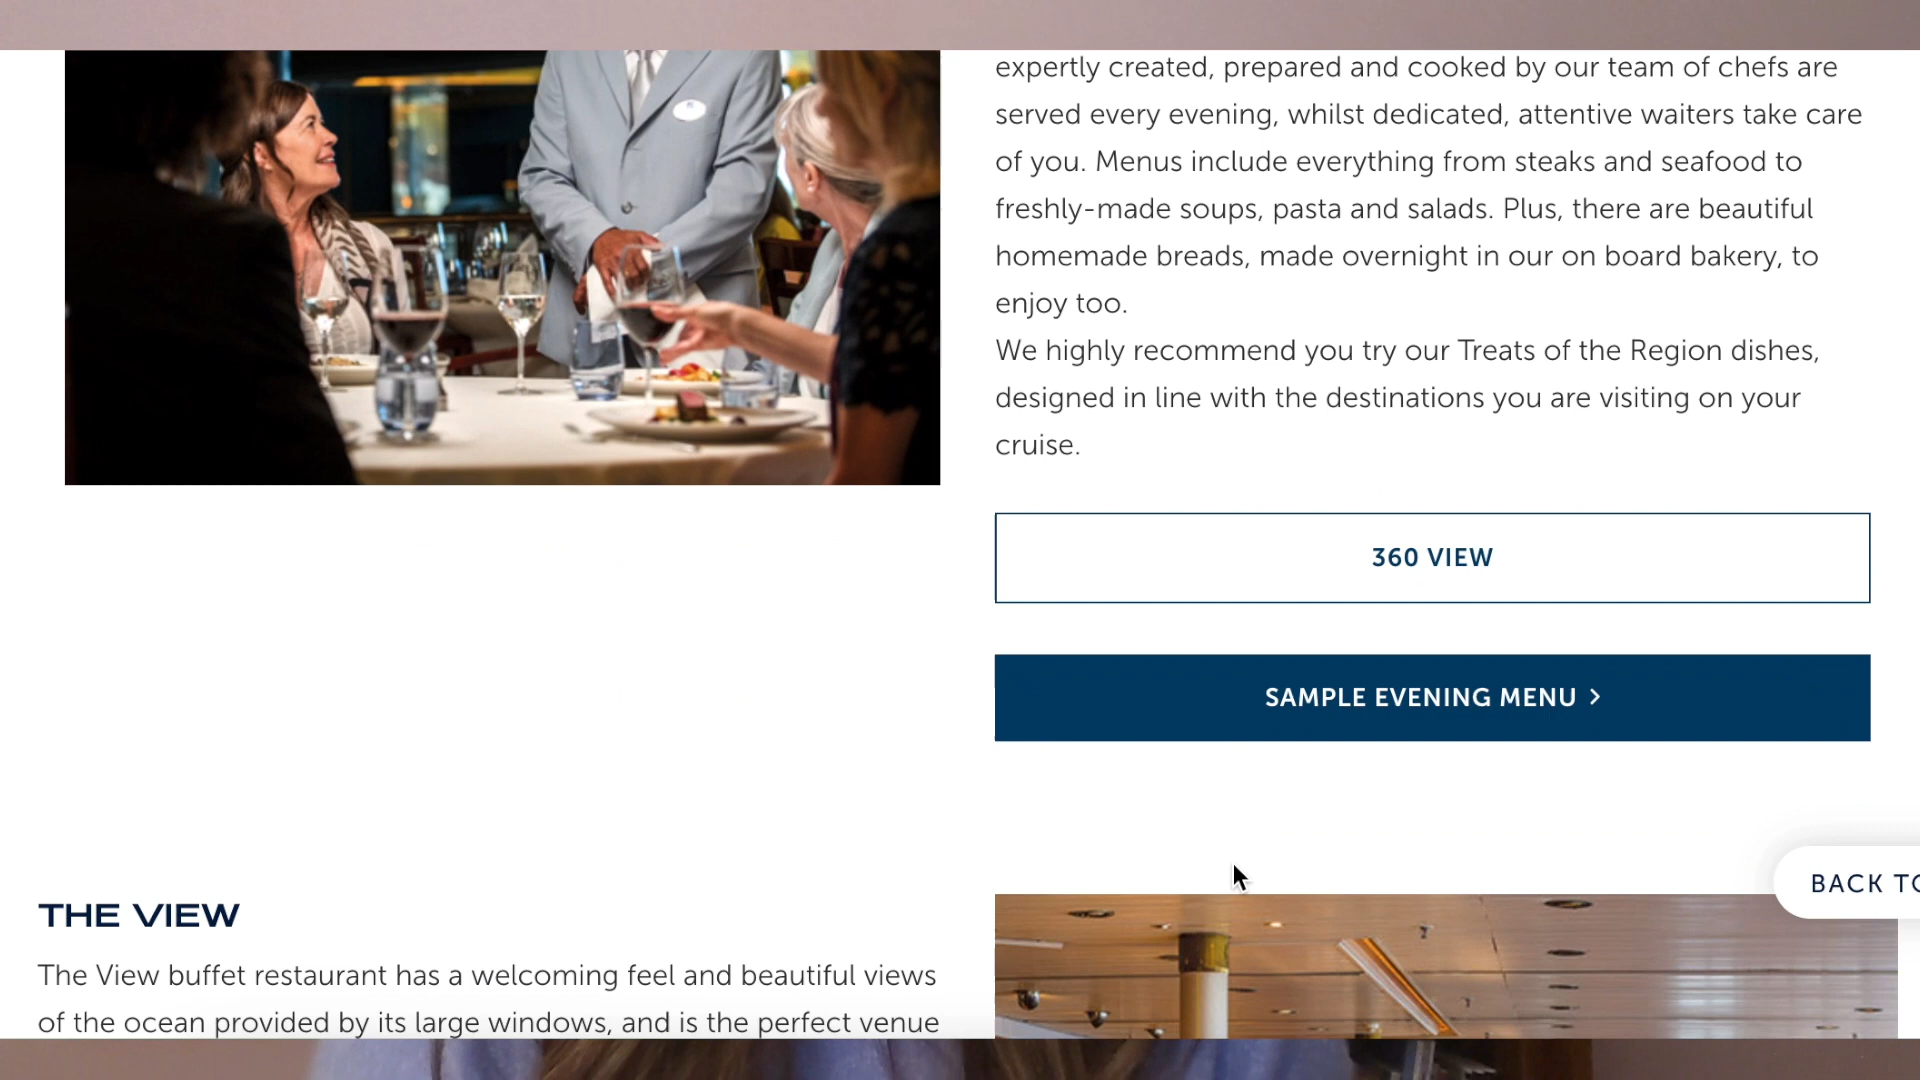 expertly created, prepared and cooked by our team of chefs are
served every evening, whilst dedicated, attentive waiters take care
of you. Menus include everything from steaks and seafood to
freshly-made soups, pasta and salads. Plus, there are beautiful
homemade breads, made overnight in our on board bakery, to
enjoy too.
We highly recommend you try our Treats of the Region dishes,
designed in line with the destinations you are visiting on your
cruise.
360 VIEW
SAMPLE EVENING MENU >
BACK TO
THE VIEW
The View buffet restaurant has a welcoming feel and beautiful views
of the ocean provided by its large windows, and is the perfect venue